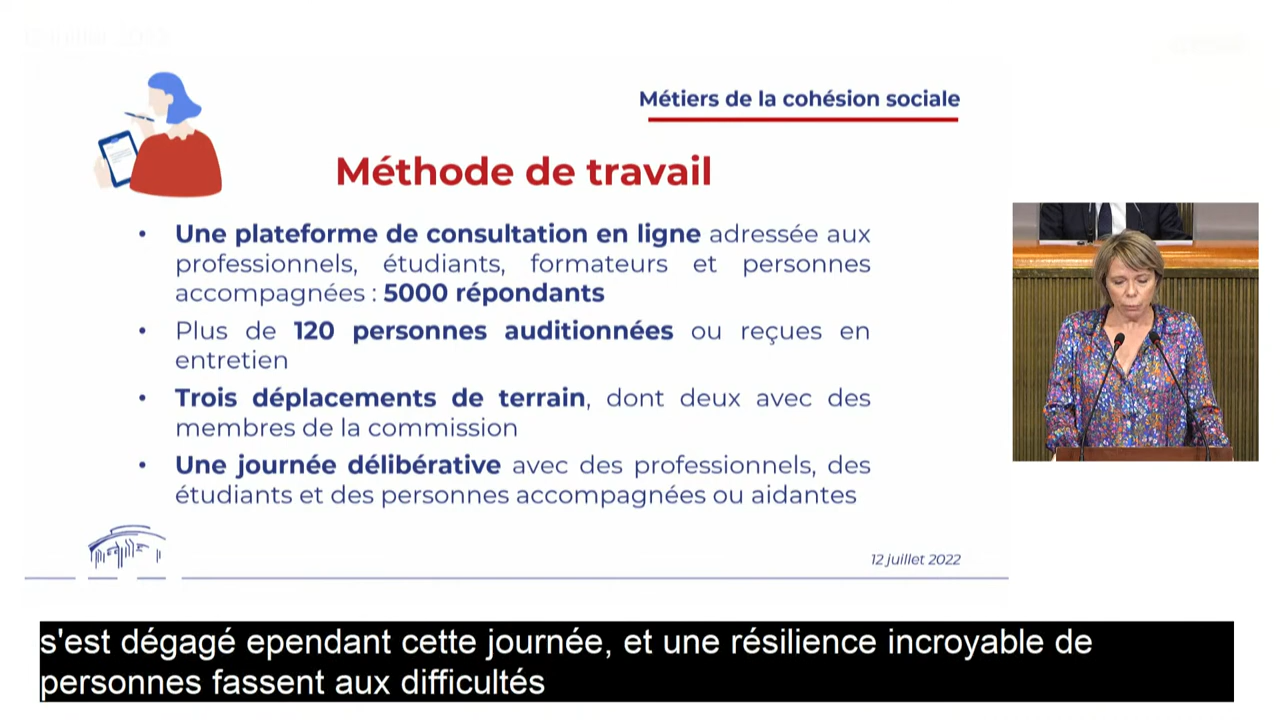 Métiers de la cohésion sociale
Méthode de travail
• Une plateforme de consultation en ligne adressée aux
professionnels, étudiants, formateurs et personnes
accompagnées : 5000 répondants
• Plus de 120 personnes auditionnées ou reçues en
entretien
• Trois déplacements de terrain, dont deux avec des
membres de la commission
• Une journée délibérative avec des professionnels, des
étudiants et des personnes accompagnées ou aidantes
12 juillet 2022
s'est dégagé ependant cette journée, et une résilience incroyable de
personnes fassent aux difficultés